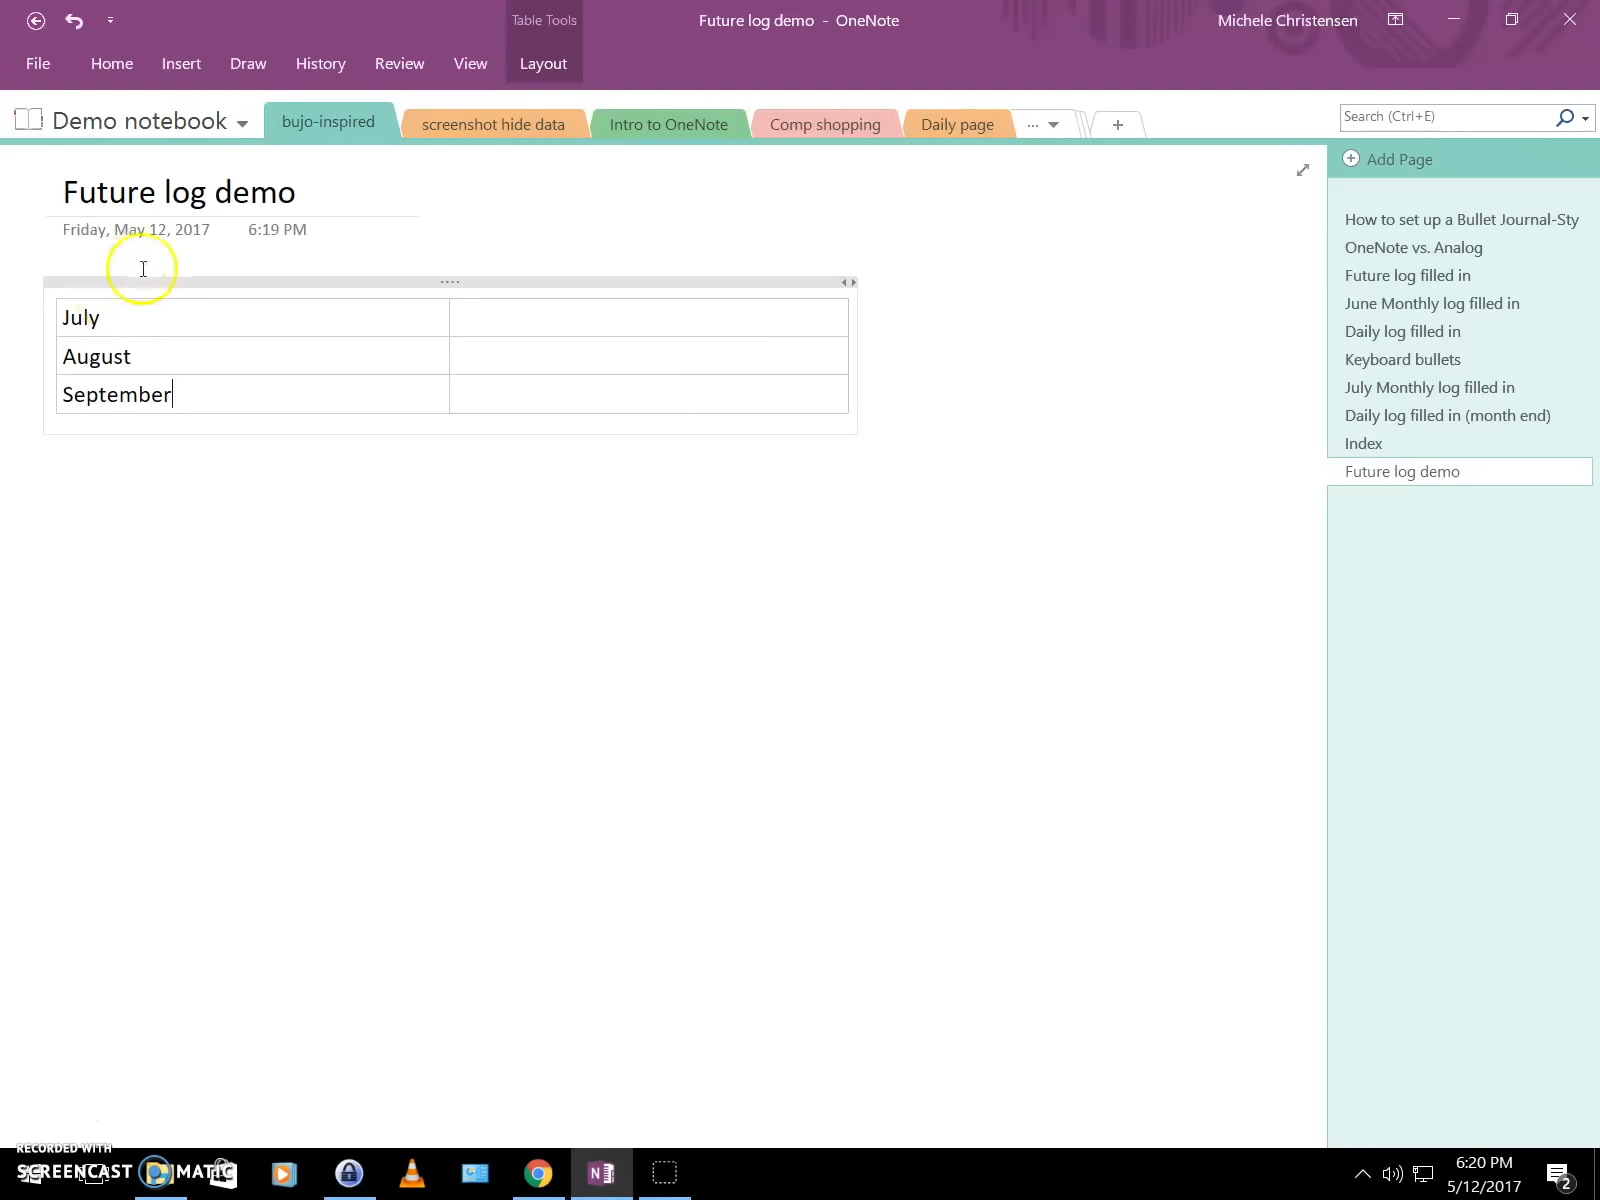 Table Tools
Future log demo - OneNote
Michele Christensen
File Home Insert Draw History Review View Layout
Demo notebook
bujo-inspired
screenshot hide data
Intro to OneNote
Comp shopping
Daily page
...
Search (Ctrl+E)
Add Page
Future log demo
Friday, May 12, 2017 6:19 PM
July
August
September
How to set up a Bullet Journal-Sty
OneNote vs. Analog
Future log filled in
June Monthly log filled in
Daily log filled in
Keyboard bullets
July Monthly log filled in
Daily log filled in (month end)
Index
Future log demo
RECORDED WITH
SCREENCAST MATIC
N
6:20 PM
5/12/2017
2